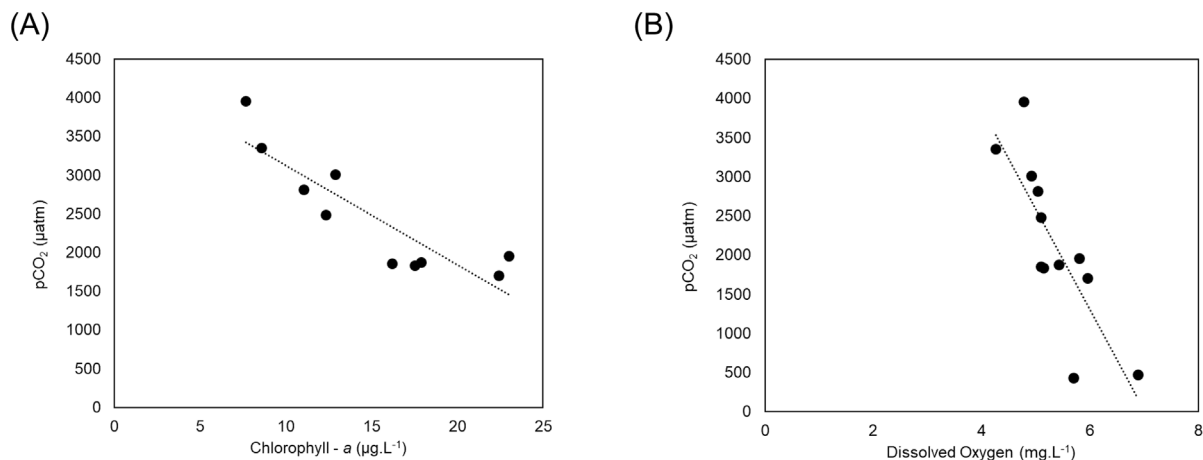 (A)
4500
4000
3500
3000
2500
2000
1500
1000
500
0
pCO₂ (µatm)
0 5 10 15 20 25
Chlorophyll - a (µg.L⁻¹)
(B)
4500
4000
3500
3000
2500
2000
1500
1000
500
0
pCO₂ (µatm)
0 2 4 6 8
Dissolved Oxygen (mg.L⁻¹)